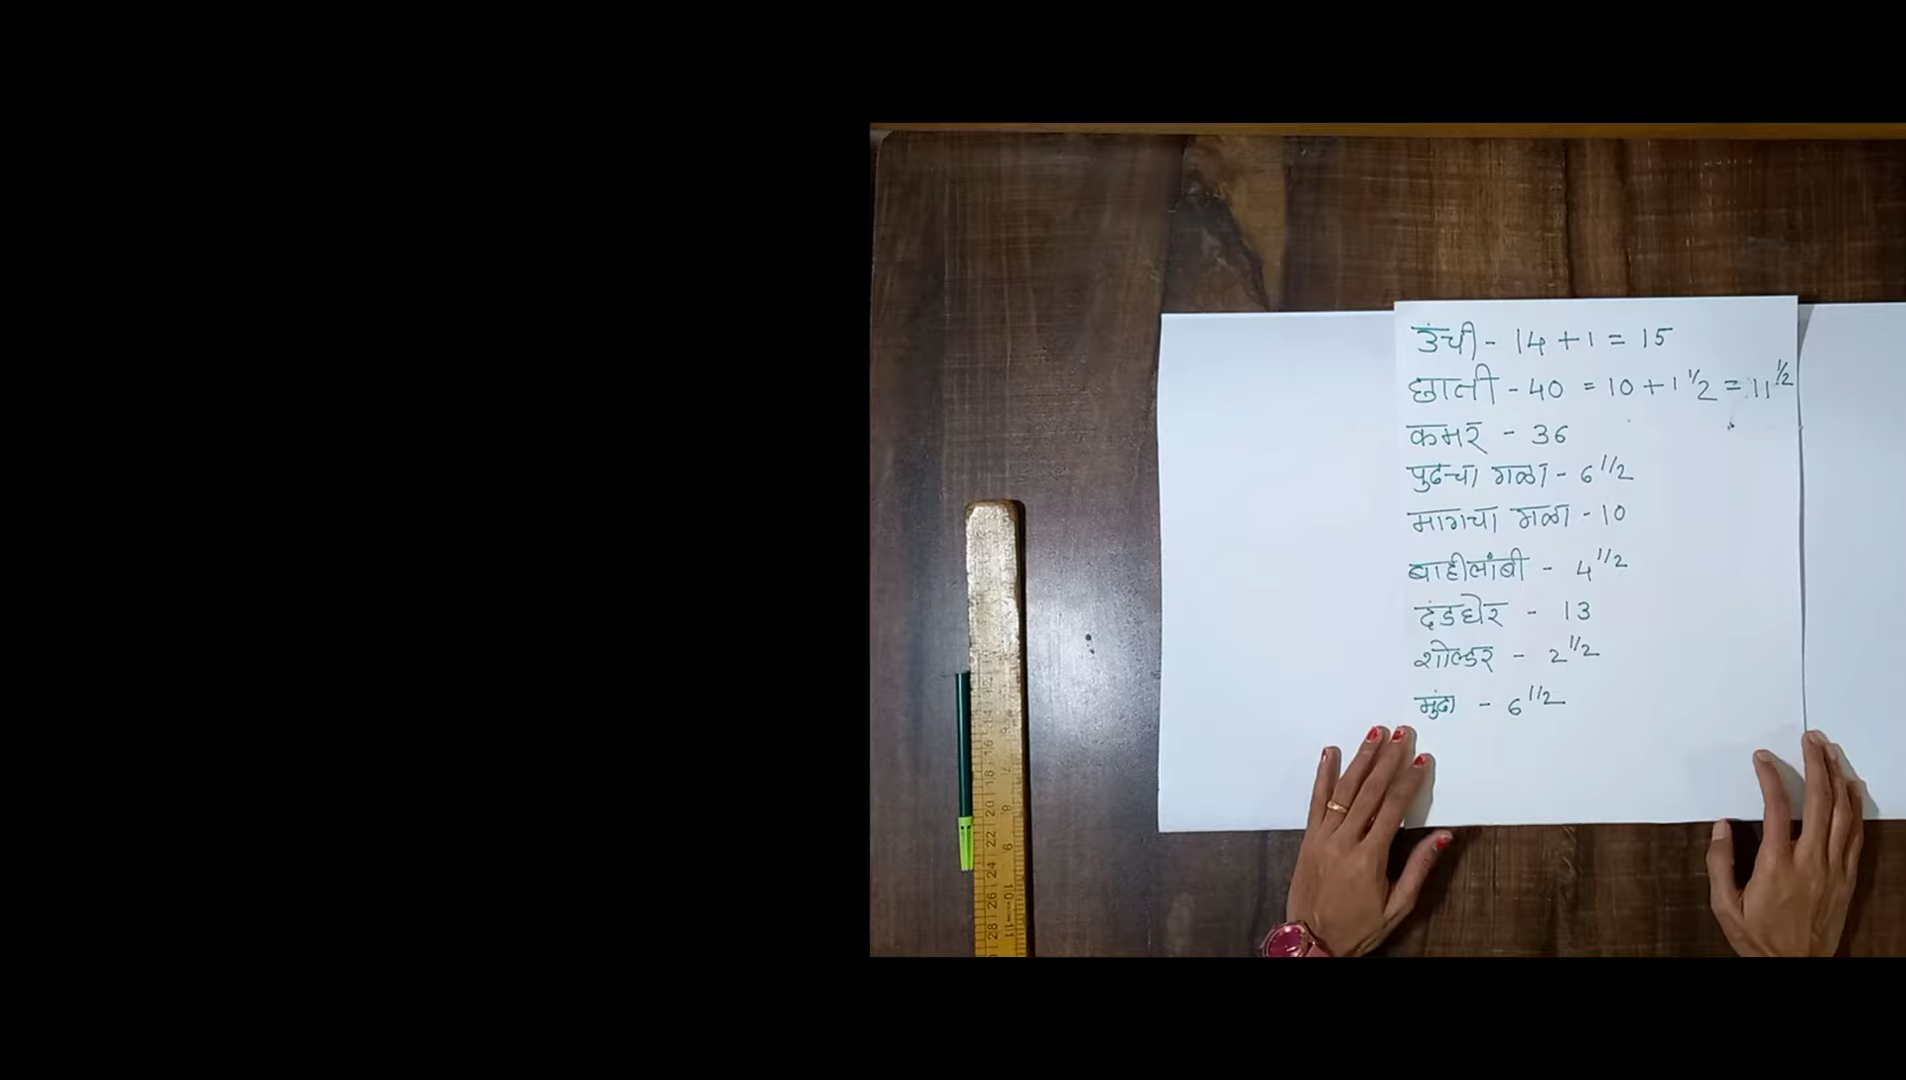 उंची - 14 + 1 = 15
छाती - 40 = 10 + 1 1/2 = 11 1/2
कमर - 36
पुढचा गळा - 6 1/2
मागचा गळा - 10
बाहीलांबी - 4 1/2
दंडघेर - 13
शोल्डर - 2 1/2
मुंढा - 6 1/2